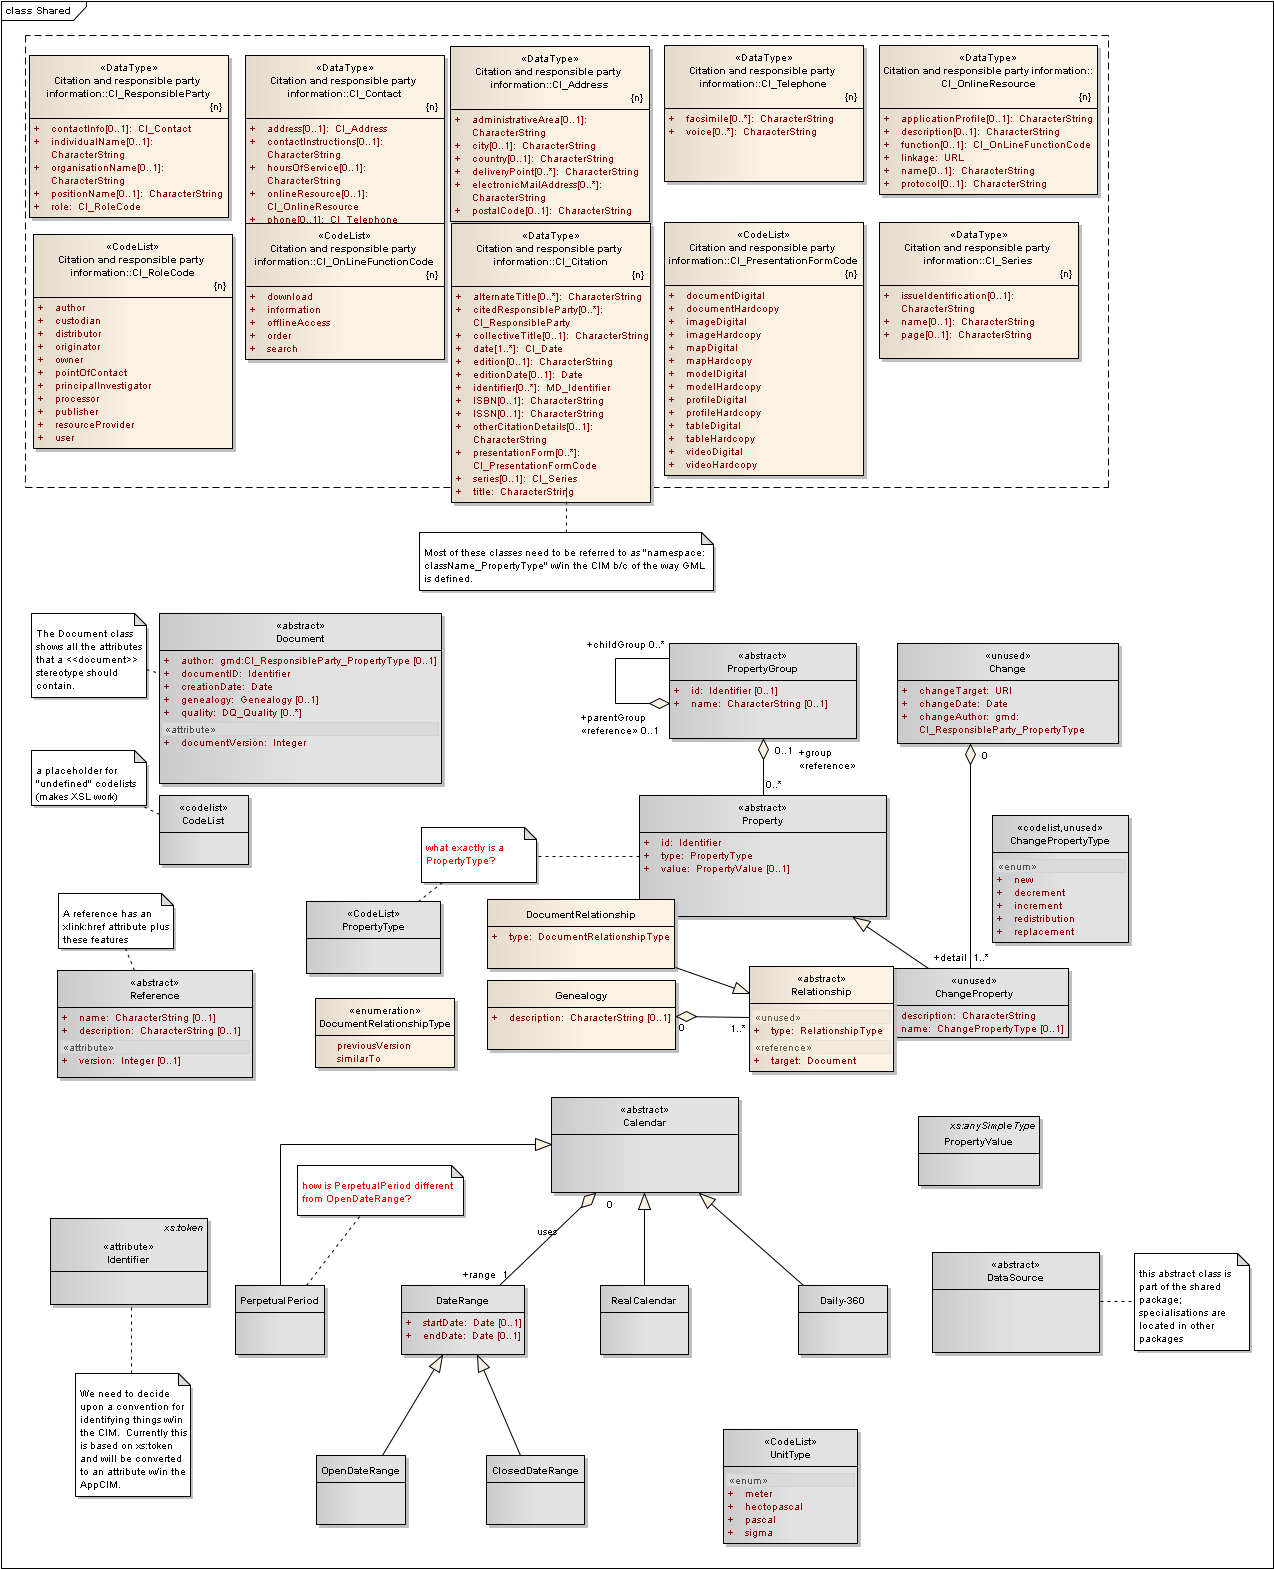 class Shared
«DataType»
Citation and responsible party
information::CI_ResponsibleParty
{n}
+ contactInfo[0..1]: CI_Contact
+ individualName[0..1]:
CharacterString
+ organisationName[0..1]:
CharacterString
+ positionName[0..1]: CharacterString
+ role: CI_RoleCode
«DataType»
Citation and responsible party
information::CI_Contact
{n}
+ address[0..1]: CI_Address
+ contactInstructions[0..1]:
CharacterString
+ hoursOfService[0..1]:
CharacterString
+ onlineResource[0..1]:
CI_OnlineResource
+ phone[0..1]: CI_Telephone
«DataType»
Citation and responsible party
information::CI_Address
{n}
+ administrativeArea[0..1]:
CharacterString
+ city[0..1]: CharacterString
+ country[0..1]: CharacterString
+ deliveryPoint[0..*]: CharacterString
+ electronicMailAddress[0..*]:
CharacterString
+ postalCode[0..1]: CharacterString
«DataType»
Citation and responsible party
information::CI_Telephone
{n}
+ facsimile[0..*]: CharacterString
+ voice[0..*]: CharacterString
«DataType»
Citation and responsible party information::
CI_OnlineResource
{n}
+ applicationProfile[0..1]: CharacterString
+ description[0..1]: CharacterString
+ function[0..1]: CI_OnLineFunctionCode
+ linkage: URL
+ name[0..1]: CharacterString
+ protocol[0..1]: CharacterString
«CodeList»
Citation and responsible party
information::CI_RoleCode
{n}
+ author
+ custodian
+ distributor
+ originator
+ owner
+ pointOfContact
+ principalInvestigator
+ processor
+ publisher
+ resourceProvider
+ user
«CodeList»
Citation and responsible party
information::CI_OnLineFunctionCode
{n}
+ download
+ information
+ offlineAccess
+ order
+ search
«DataType»
Citation and responsible party
information::CI_Citation
{n}
+ alternateTitle[0..*]: CharacterString
+ citedResponsibleParty[0..*]:
CI_ResponsibleParty
+ collectiveTitle[0..1]: CharacterString
+ date[1..*]: CI_Date
+ edition[0..1]: CharacterString
+ editionDate[0..1]: Date
+ identifier[0..*]: MD_Identifier
+ ISBN[0..1]: CharacterString
+ ISSN[0..1]: CharacterString
+ otherCitationDetails[0..1]:
CharacterString
+ presentationForm[0..*]:
CI_PresentationFormCode
+ series[0..1]: CI_Series
+ title: CharacterString
«CodeList»
Citation and responsible party
information::CI_PresentationFormCode
{n}
+ documentDigital
+ documentHardcopy
+ imageDigital
+ imageHardcopy
+ mapDigital
+ mapHardcopy
+ modelDigital
+ modelHardcopy
+ profileDigital
+ profileHardcopy
+ tableDigital
+ tableHardcopy
+ videoDigital
+ videoHardcopy
«DataType»
Citation and responsible party
information::CI_Series
{n}
+ issueIdentification[0..1]:
CharacterString
+ name[0..1]: CharacterString
+ page[0..1]: CharacterString
Most of these classes need to be referred to as "namespace:
className_PropertyType" w/in the CIM b/c of the way GML
is defined.
The Document class
shows all the attributes
that a <<document>>
stereotype should
contain.
«abstract»
Document
+ author: gmd:CI_ResponsibleParty_PropertyType [0..1]
+ documentID: Identifier
+ creationDate: Date
+ genealogy: Genealogy [0..1]
+ quality: DQ_Quality [0..*]
«attribute»
+ documentVersion: Integer
+childGroup 0..*
+parentGroup
«reference» 0..1
«abstract»
PropertyGroup
+ id: Identifier [0..1]
+ name: CharacterString [0..1]
0..1
+group
«reference»
0..*
«unused»
Change
+ changeTarget: URI
+ changeDate: Date
+ changeAuthor: gmd:
CI_ResponsibleParty_PropertyType
0
a placeholder for
"undefined" codelists
(makes XSL work)
«codelist»
CodeList
what exactly is a
PropertyType?
«abstract»
Property
+ id: Identifier
+ type: PropertyType
+ value: PropertyValue [0..1]
«codelist,unused»
ChangePropertyType
«enum»
+ new
+ decrement
+ increment
+ redistribution
+ replacement
A reference has an
xlink:href attribute plus
these features
«CodeList»
PropertyType
DocumentRelationship
+ type: DocumentRelationshipType
+detail 1..*
«abstract»
Reference
+ name: CharacterString [0..1]
+ description: CharacterString [0..1]
«attribute»
+ version: Integer [0..1]
«enumeration»
DocumentRelationshipType
previousVersion
similarTo
Genealogy
+ description: CharacterString [0..1]
0
1..*
«abstract»
Relationship
«unused»
+ type: RelationshipType
«reference»
+ target: Document
«unused»
ChangeProperty
description: CharacterString
name: ChangePropertyType [0..1]
«abstract»
Calendar
xs:anySimpleType
PropertyValue
how is PerpetualPeriod different
from OpenDateRange?
0
uses
+range 1
xs:token
«attribute»
Identifier
PerpetualPeriod
DateRange
+ startDate: Date [0..1]
+ endDate: Date [0..1]
RealCalendar
Daily-360
«abstract»
DataSource
this abstract class is
part of the shared
package;
specialisations are
located in other
packages
We need to decide
upon a convention for
identifying things w/in
the CIM. Currently this
is based on xs:token
and will be converted
to an attribute w/in the
AppCIM.
OpenDateRange
ClosedDateRange
«CodeList»
UnitType
«enum»
+ meter
+ hectopascal
+ pascal
+ sigma